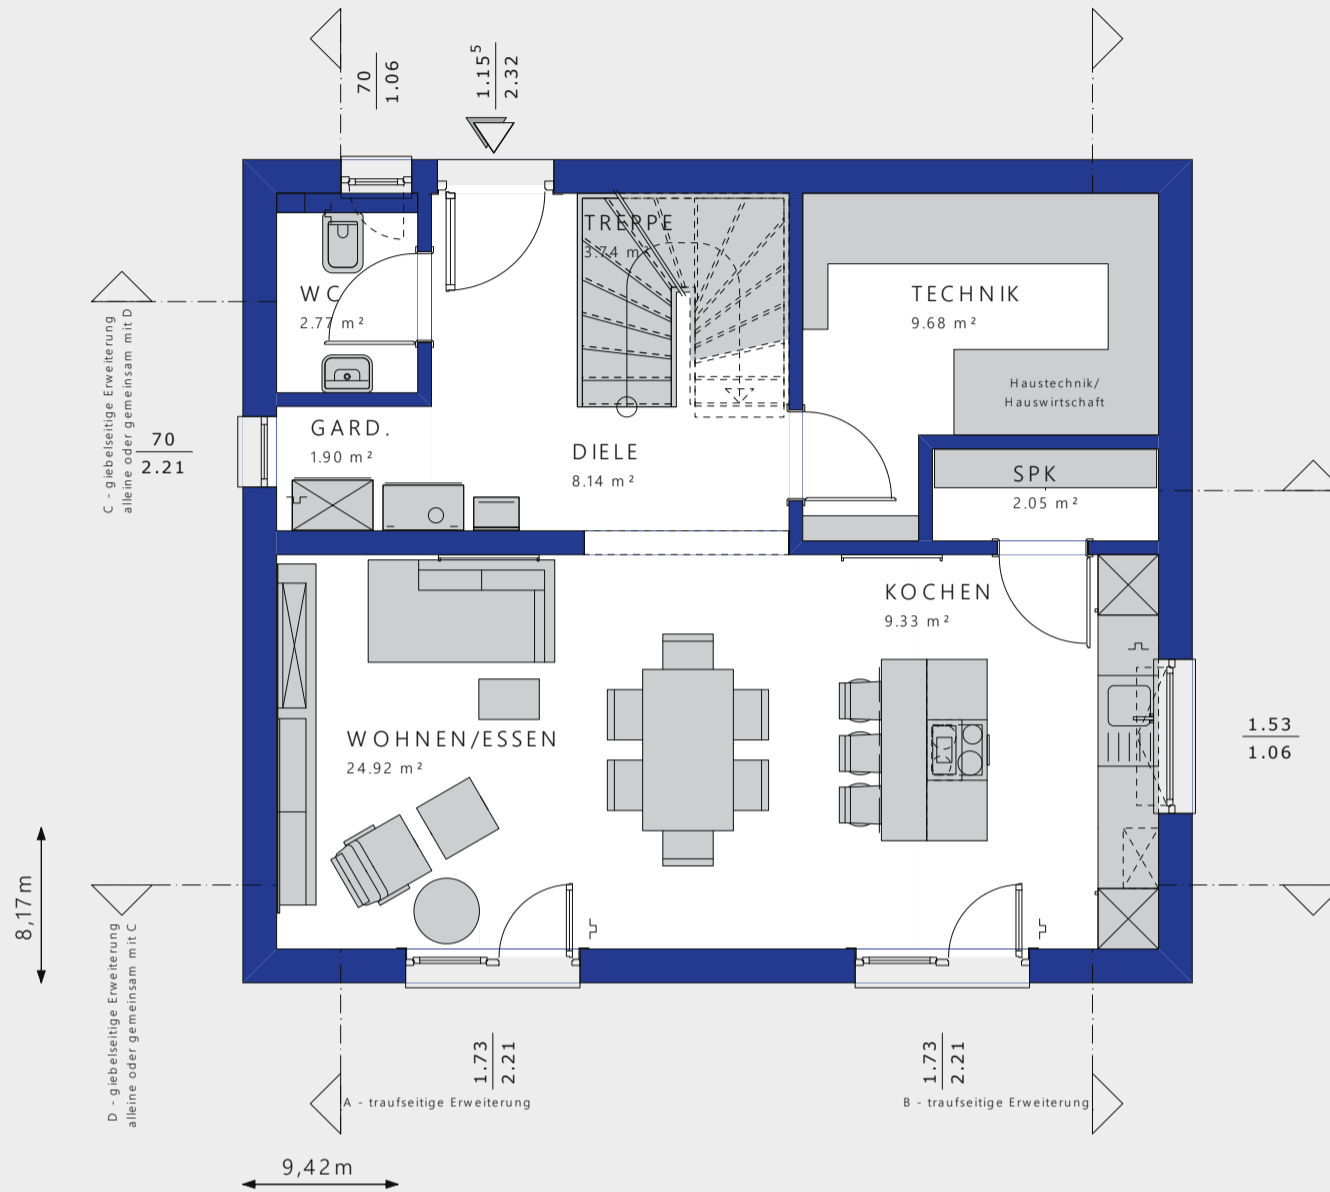 70
1.06
1.15⁵
2.32
TREPPE
3.74 m²
WC
2.77 m²
TECHNIK
9.68 m²
Haustechnik/
Hauswirtschaft
C - giebelseitige Erweiterung
alleine oder gemeinsam mit D
70
2.21
GARD.
1.90 m²
DIELE
8.14 m²
SPK
2.05 m²
KOCHEN
9.33 m²
WOHNEN/ESSEN
24.92 m²
1.53
1.06
8,17m
D - giebelseitige Erweiterung
alleine oder gemeinsam mit C
1.73
2.21
1.73
2.21
A - traufseitige Erweiterung
B - traufseitige Erweiterung
9,42m